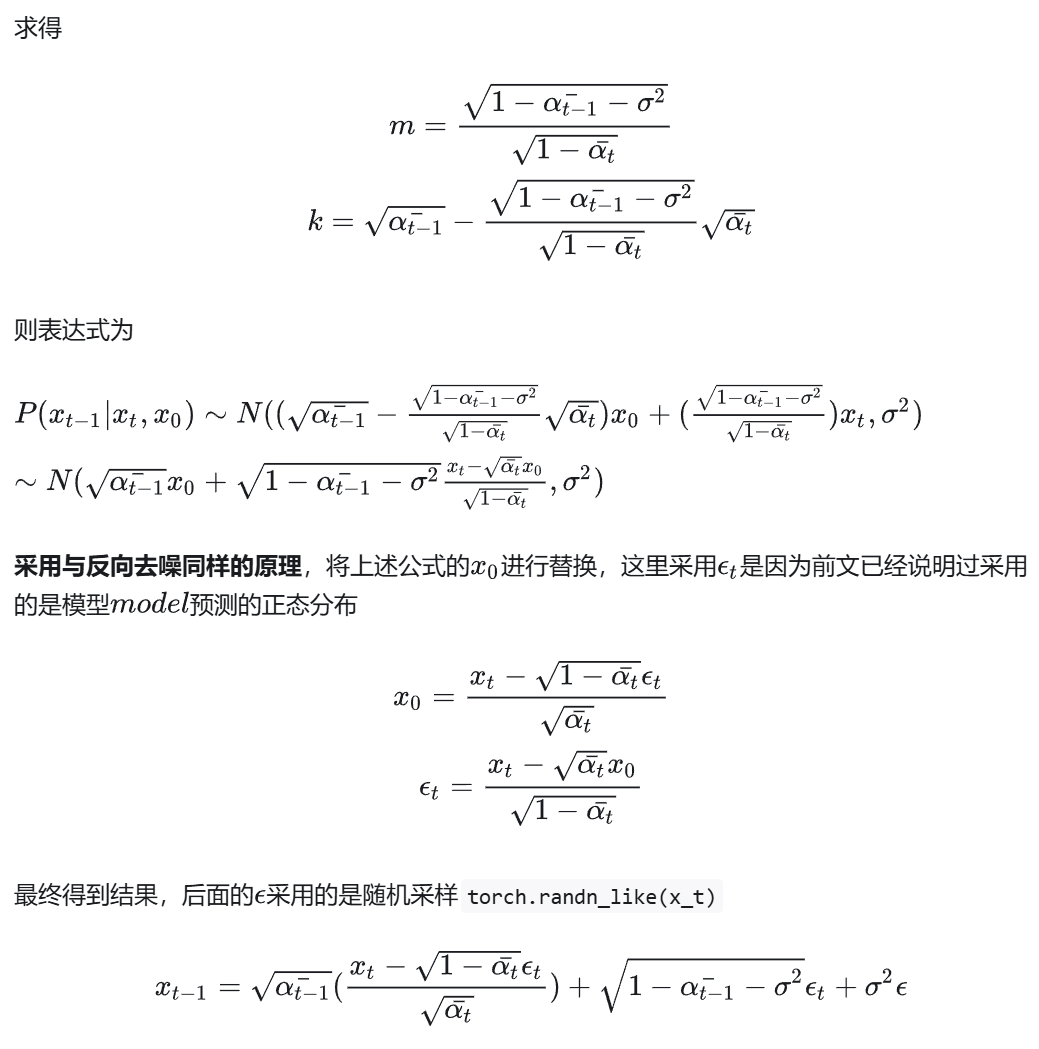 求得
$m = \frac{\sqrt{1 - \bar{\alpha_{t-1}} - \sigma^2}}{\sqrt{1 - \bar{\alpha_t}}}$
$k = \sqrt{\bar{\alpha_{t-1}}} - \frac{\sqrt{1 - \bar{\alpha_{t-1}} - \sigma^2}}{\sqrt{1 - \bar{\alpha_t}}} \sqrt{\bar{\alpha_t}}$
则表达式为
$P(x_{t-1}|x_t, x_0) \sim N((\sqrt{\bar{\alpha_{t-1}}} - \frac{\sqrt{1 - \bar{\alpha_{t-1}} - \sigma^2}}{\sqrt{1 - \bar{\alpha_t}}} \sqrt{\bar{\alpha_t}})x_0 + (\frac{\sqrt{1 - \bar{\alpha_{t-1}} - \sigma^2}}{\sqrt{1 - \bar{\alpha_t}}})x_t, \sigma^2)$
$\sim N(\sqrt{\bar{\alpha_{t-1}}}x_0 + \sqrt{1 - \bar{\alpha_{t-1}} - \sigma^2} \frac{x_t - \sqrt{\bar{\alpha_t}}x_0}{\sqrt{1 - \bar{\alpha_t}}}, \sigma^2)$
采用与反向去噪同样的原理，将上述公式的$x_0$进行替换，这里采用$\epsilon_t$是因为前文已经说明过采用
的是模型$model$预测的正态分布
$x_0 = \frac{x_t - \sqrt{1 - \bar{\alpha_t}}\epsilon_t}{\sqrt{\bar{\alpha_t}}}$
$\epsilon_t = \frac{x_t - \sqrt{\bar{\alpha_t}}x_0}{\sqrt{1 - \bar{\alpha_t}}}$
最终得到结果，后面的$\epsilon$采用的是随机采样 torch.randn_like(x_t)
$x_{t-1} = \sqrt{\bar{\alpha_{t-1}}}(\frac{x_t - \sqrt{1 - \bar{\alpha_t}}\epsilon_t}{\sqrt{\bar{\alpha_t}}}) + \sqrt{1 - \bar{\alpha_{t-1}} - \sigma^2}\epsilon_t + \sigma^2\epsilon$